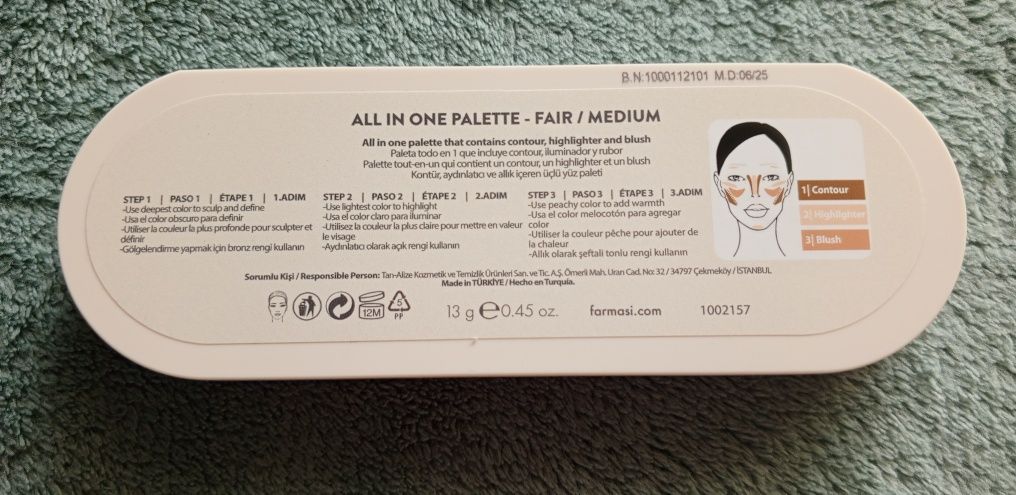 B.N:1000112101 M.D:06/25
ALL IN ONE PALETTE - FAIR / MEDIUM
All in one palette that contains contour, highlighter and blush
Paleta todo en 1 que incluye contour, iluminador y rubor
Palette tout-en-un qui contient un contour, un highlighter et un blush
Kontür, aydınlatıcı ve allık içeren üçlü yüz paleti
STEP 1 | PASO 1 | ÉTAPE 1 | 1.ADIM
-Use deepest color to sculp and define
-Usa el color obscuro para definir
-Utiliser la couleur la plus profonde pour sculpter et
définir
-Gölgelendirme yapmak için bronz rengi kullanın
STEP 2 | PASO 2 | ÉTAPE 2 | 2.ADIM
-Use lightest color to highlight
-Usa el color claro para iluminar
-Utilisez la couleur la plus claire pour mettre en valeur
le visage
-Aydınlatıcı olarak açık rengi kullanın
STEP 3 | PASO 3 | ÉTAPE 3 | 3.ADIM
-Use peachy color to add warmth
-Usa el color melocotón para agregar
color
-Utiliser la couleur pêche pour ajouter de
la chaleur
-Allık olarak şeftali tonlu rengi kullanın
1| Contour
2| Highlighter
3| Blush
Sorumlu Kişi / Responsible Person: Tan-Alize Kozmetik ve Temizlik Ürünleri San. ve Tic. A.Ş. Ömerli Mah. Uran Cad. No: 32 / 34797 Çekmeköy / İSTANBUL
Made in TÜRKİYE / Hecho en Turquía.
12M
5
PP
13 g ℮ 0.45 oz.
farmasi.com
1002157